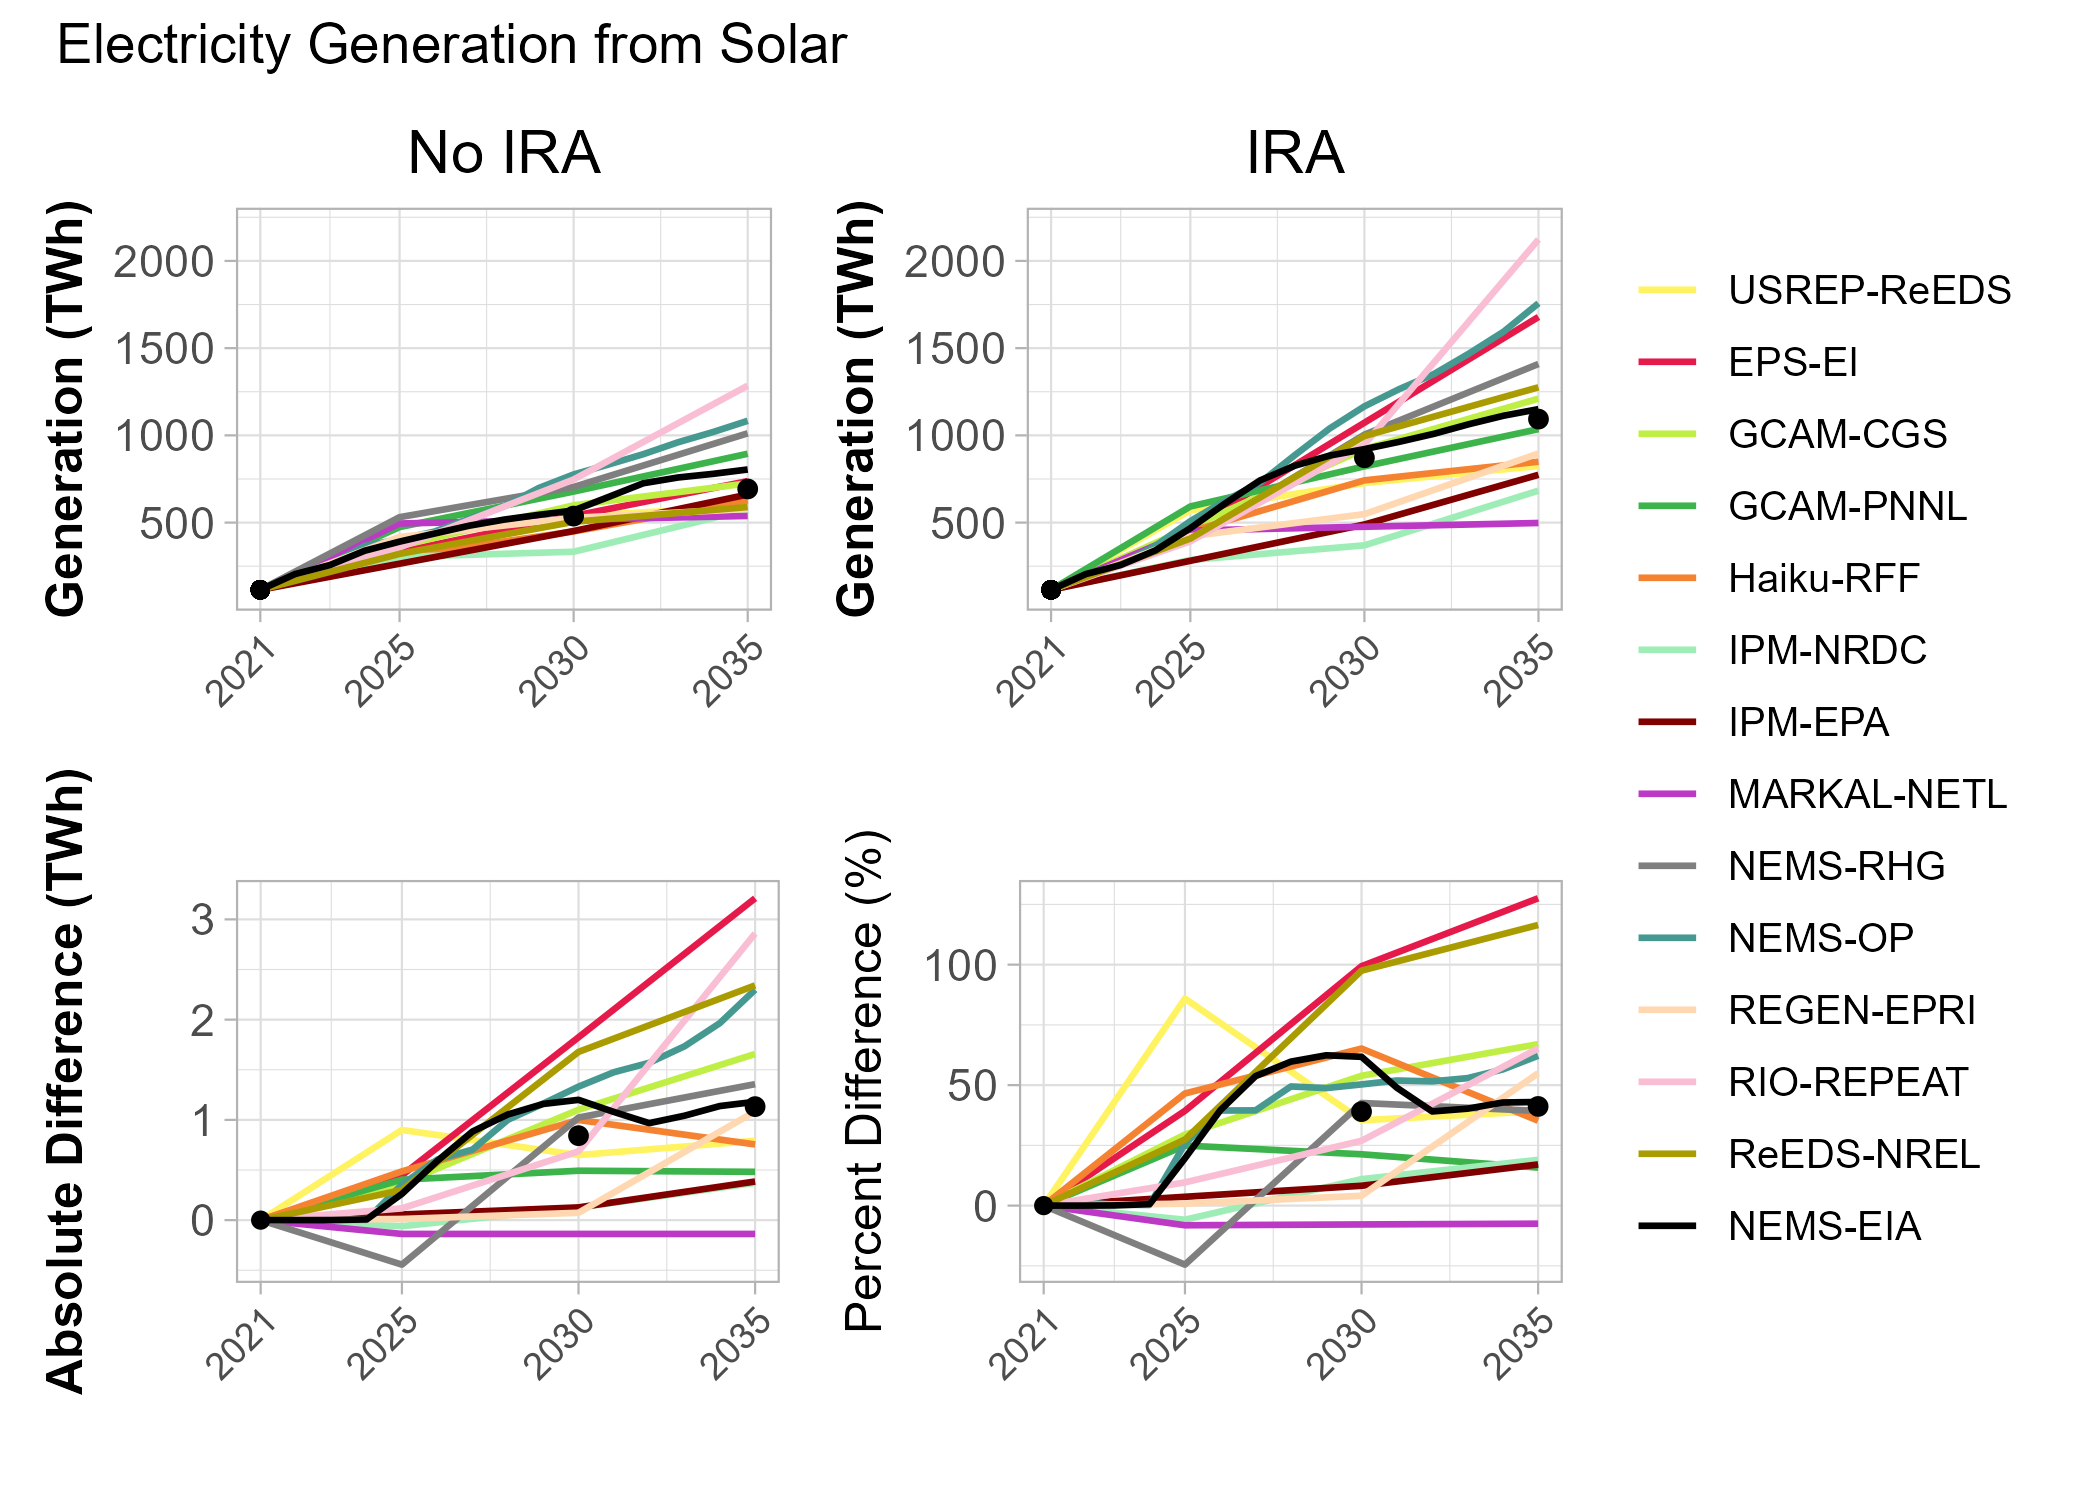 Electricity Generation from Solar
No IRA
IRA
Generation (TWh)
2000
1500
1000
500
2021
2025
2030
2035
Generation (TWh)
2000
1500
1000
500
2021
2025
2030
2035
Absolute Difference (TWh)
3
2
1
0
2021
2025
2030
2035
Percent Difference (%)
100
50
0
2021
2025
2030
2035
USREP-ReEDS
EPS-EI
GCAM-CGS
GCAM-PNNL
Haiku-RFF
IPM-NRDC
IPM-EPA
MARKAL-NETL
NEMS-RHG
NEMS-OP
REGEN-EPRI
RIO-REPEAT
ReEDS-NREL
NEMS-EIA